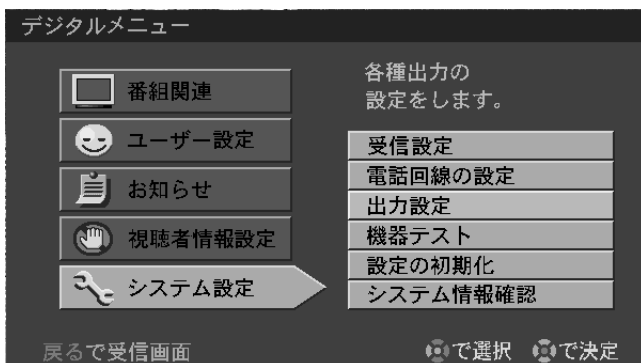 デジタルメニュー
番組関連
ユーザー設定
お知らせ
視聴者情報設定
システム設定
各種出力の
設定をします。
受信設定
電話回線の設定
出力設定
機器テスト
設定の初期化
システム情報確認
戻るで受信画面
で選択 で決定